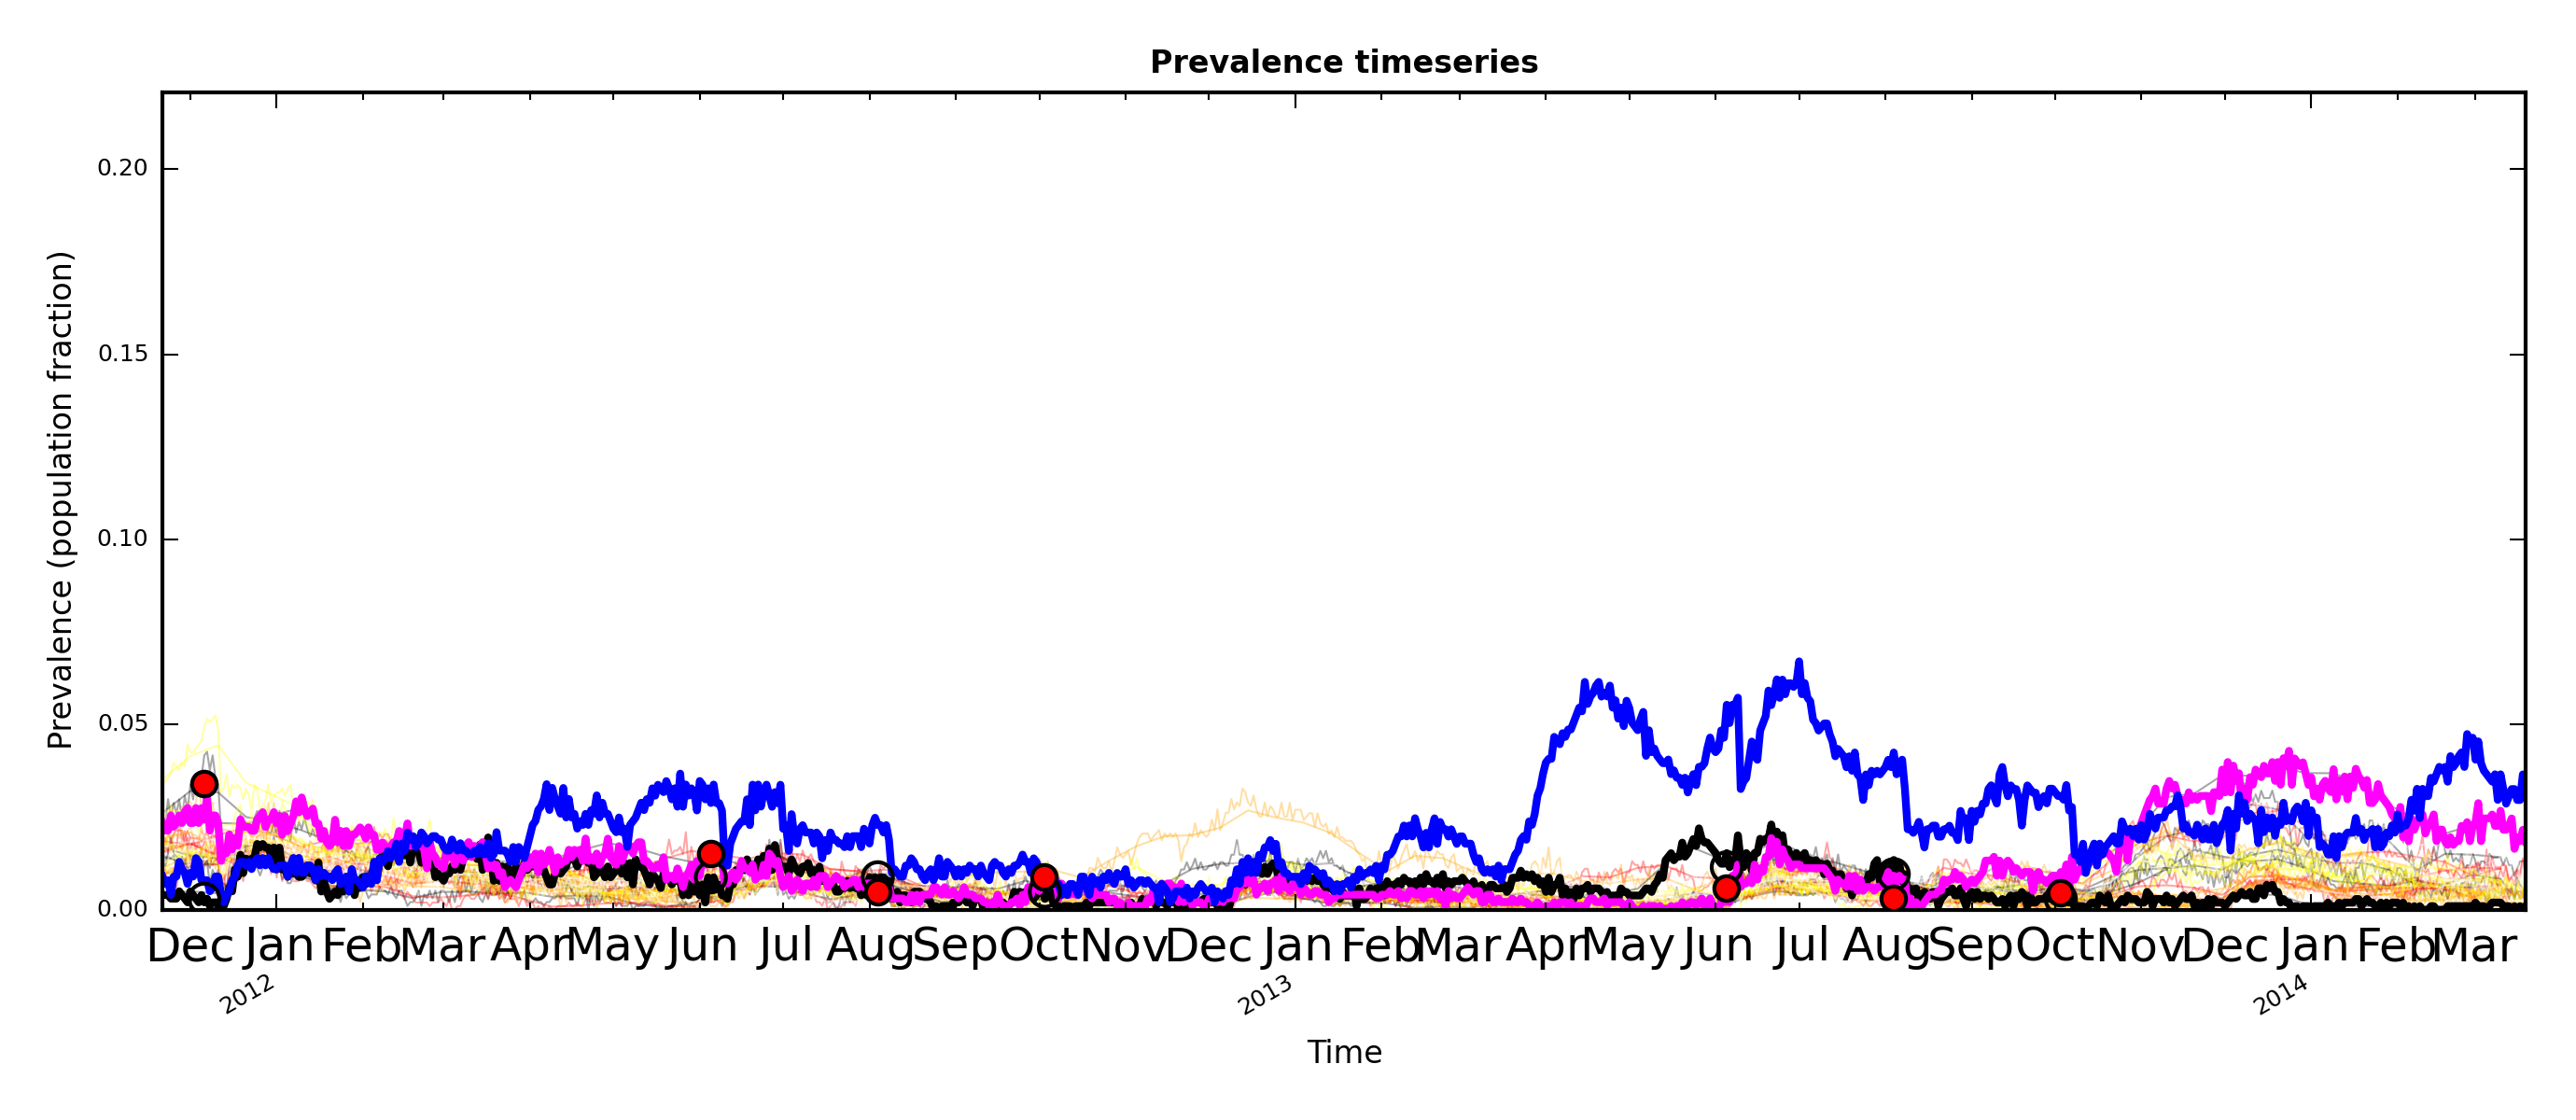 Prevalence timeseries
Prevalence (population fraction)
0.20
0.15
0.10
0.05
0.00
Dec Jan Feb Mar Apr May Jun Jul Aug Sep Oct Nov Dec Jan Feb Mar Apr May Jun Jul Aug Sep Oct Nov Dec Jan Feb Mar
2012 2013 2014
Time